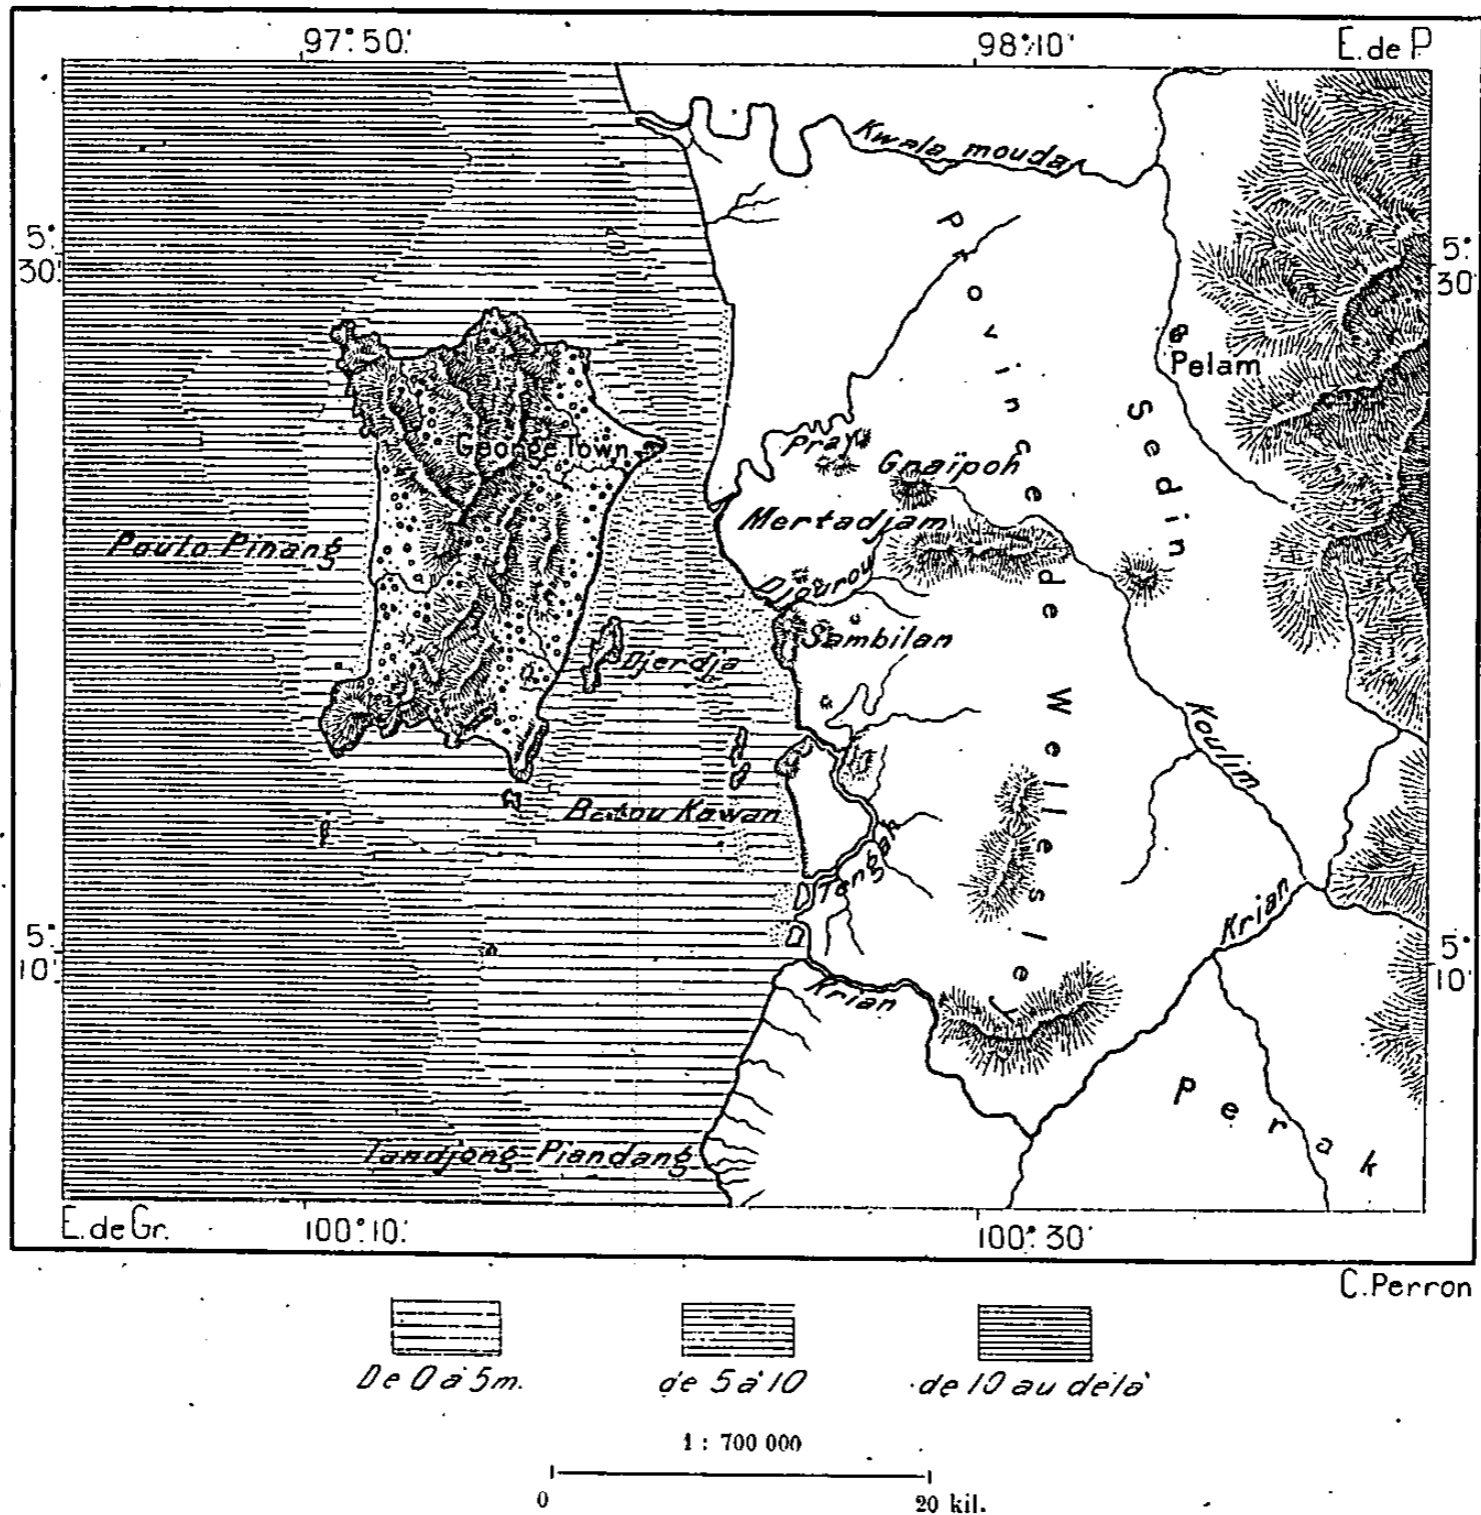 97° 50'
98° 10'
E. de P.
Kwala mouda
5°
30'
5°
30'
Province de Wellesley
Pelam
Sedin
George Town
Pray
Gnaïpoh
Mertadjam
Poulo Pinang
Djourou
Sambilan
Djerdja
Koulim
Batou Kawan
Tengah
Krian
5°
10'
5°
10'
Krian
Perak
Tandjong Piandang
E. de Gr.
100° 10'
100° 30'
C. Perron
De 0 à 5m.
de 5 à 10
de 10 au délà
1 : 700 000
0
20 kil.